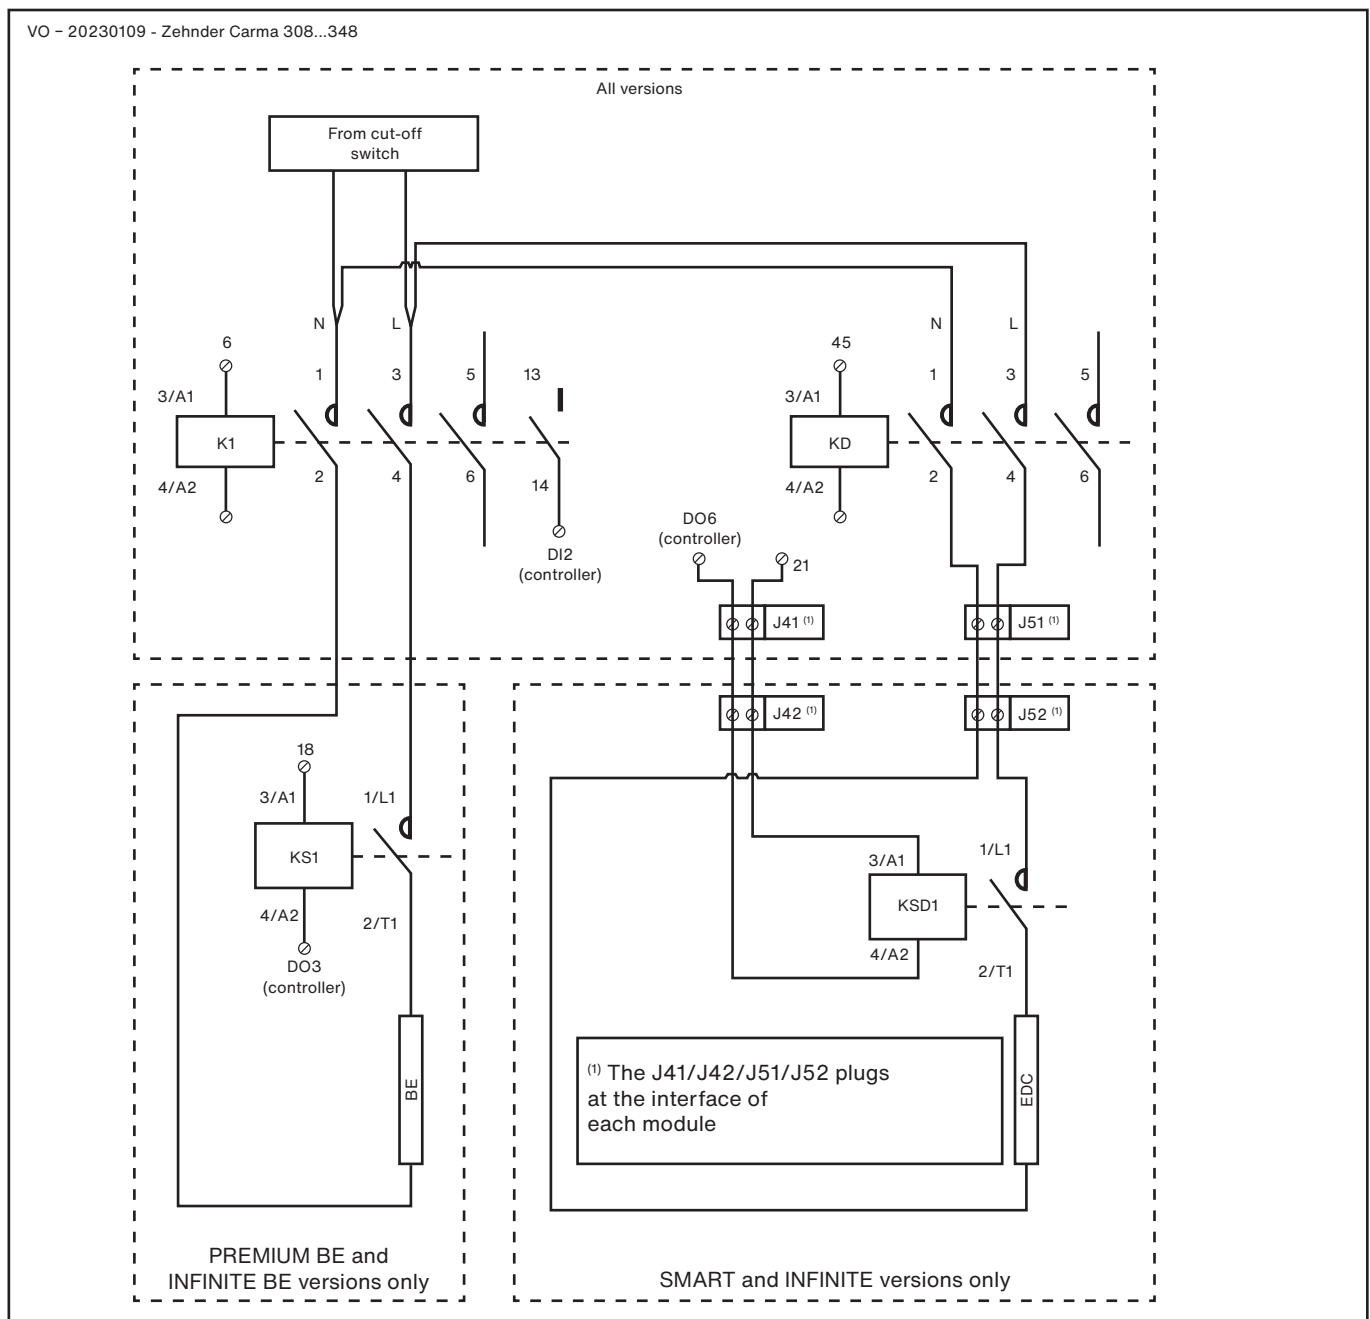 VO – 20230109 - Zehnder Carma 308...348
All versions
From cut-off
switch
N
L
N
L
6
45
1
3
5
13
1
3
5
3/A1
3/A1
K1
KD
4/A2
2
4
6
14
4/A2
2
4
6
DO6
(controller)
DI2
(controller)
21
J41 (1)
J51 (1)
J42 (1)
J52 (1)
18
3/A1
1/L1
KS1
4/A2
2/T1
DO3
(controller)
BE
1/L1
3/A1
KSD1
4/A2
2/T1
(1) The J41/J42/J51/J52 plugs
at the interface of
each module
EDC
PREMIUM BE and
INFINITE BE versions only
SMART and INFINITE versions only